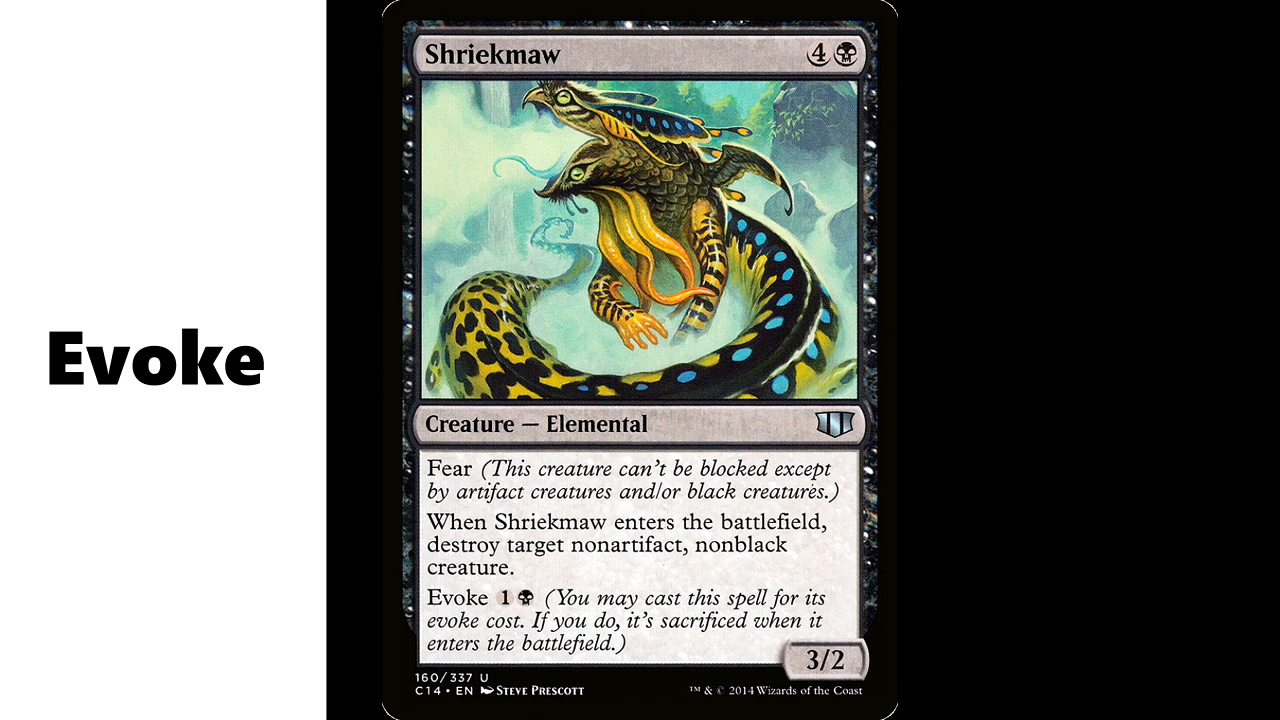 Evoke
Shriekmaw
4
Creature — Elemental
Fear (This creature can't be blocked except
by artifact creatures and/or black creatures.)
When Shriekmaw enters the battlefield,
destroy target nonartifact, nonblack
creature.
Evoke 1 (You may cast this spell for its
evoke cost. If you do, it's sacrificed when it
enters the battlefield.)
3/2
160/337 U
C14 • EN STEVE PRESCOTT
™ & © 2014 Wizards of the Coast